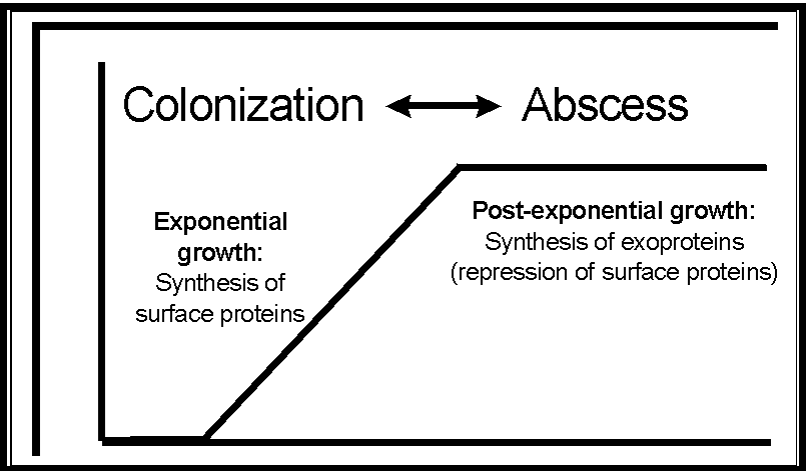 Colonization Abscess
Exponential
growth:
Synthesis of
surface proteins
Post-exponential growth:
Synthesis of exoproteins
(repression of surface proteins)